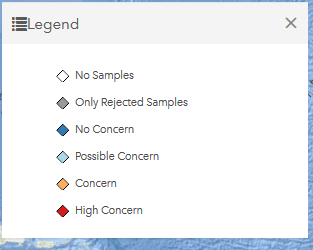 Legend
No Samples
Only Rejected Samples
No Concern
Possible Concern
Concern
High Concern